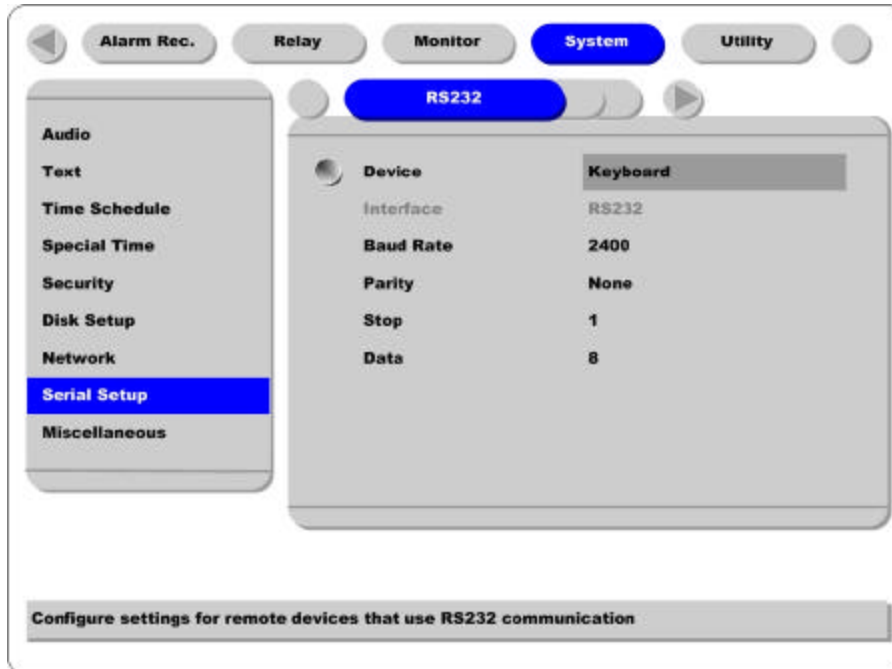 Alarm Rec. Relay Monitor System Utility
RS232
Audio
Text
Time Schedule
Special Time
Security
Disk Setup
Network
Serial Setup
Miscellaneous
Device Keyboard
Interface RS232
Baud Rate 2400
Parity None
Stop 1
Data 8
Configure settings for remote devices that use RS232 communication